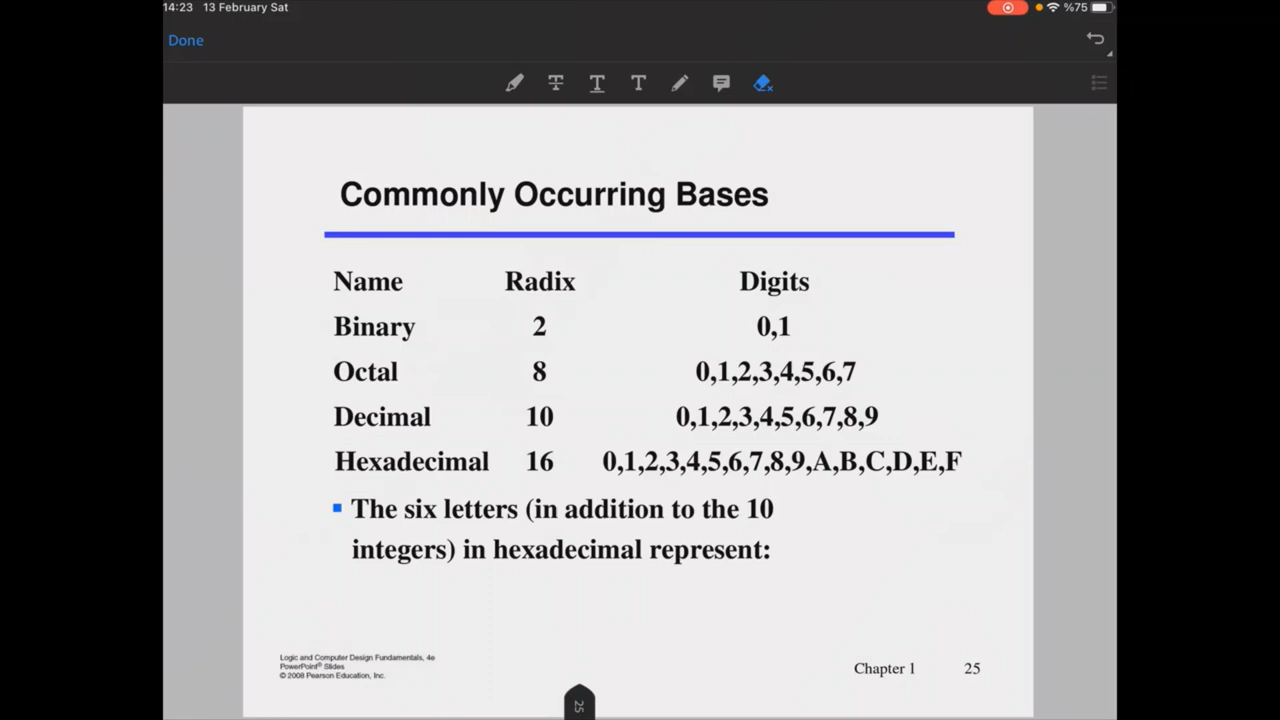 14:23 13 February Sat
%75
Done
Commonly Occurring Bases
Name Radix Digits
Binary 2 0,1
Octal 8 0,1,2,3,4,5,6,7
Decimal 10 0,1,2,3,4,5,6,7,8,9
Hexadecimal 16 0,1,2,3,4,5,6,7,8,9,A,B,C,D,E,F
The six letters (in addition to the 10
integers) in hexadecimal represent:
Logic and Computer Design Fundamentals, 4e
PowerPoint® Slides
© 2008 Pearson Education, Inc.
Chapter 1 25
25